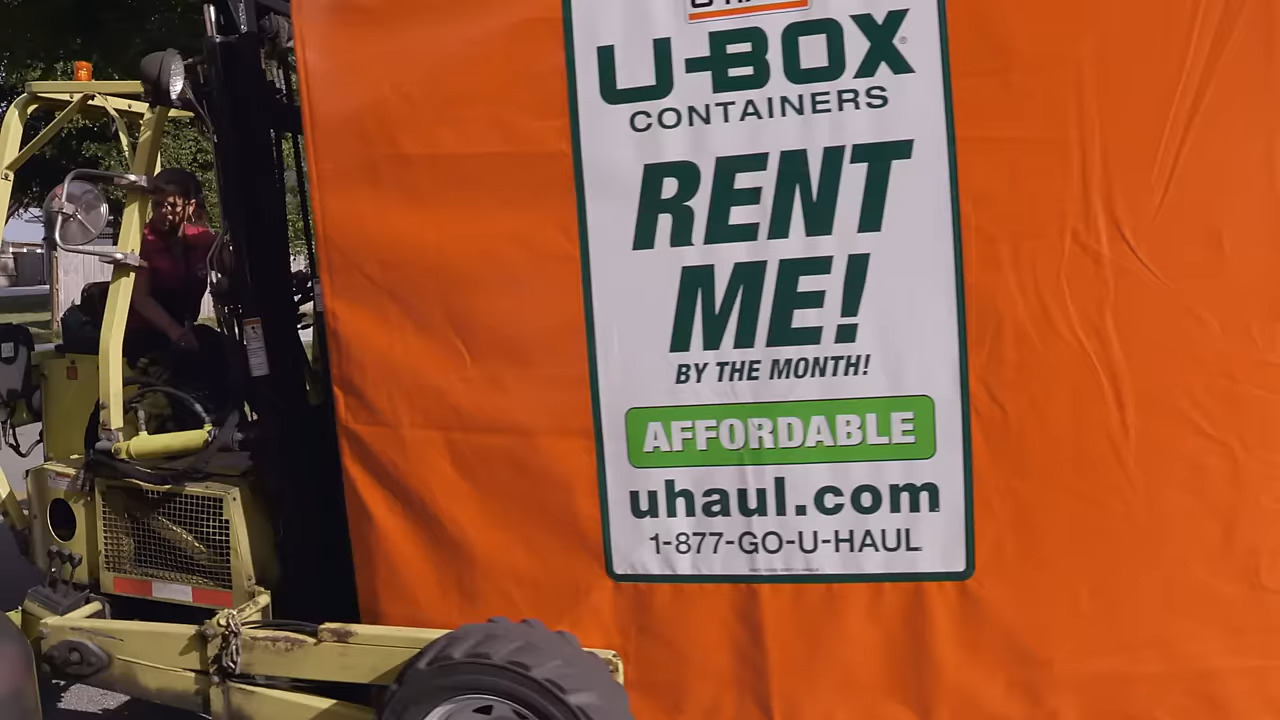 U-BOX®
CONTAINERS
RENT
ME!
BY THE MONTH!
AFFORDABLE
uhaul.com
1-877-GO-U-HAUL